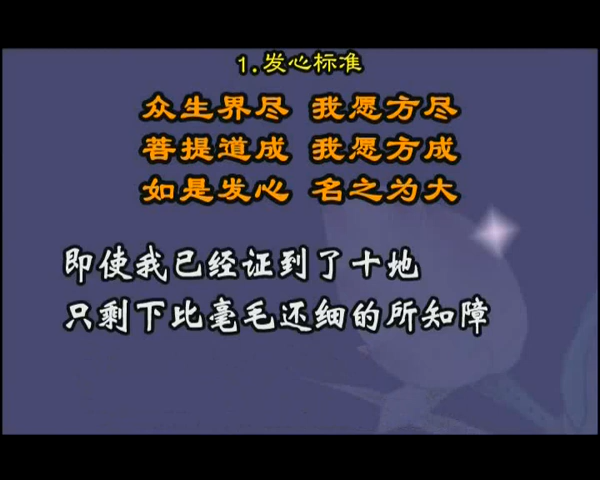 1.发心标准
众生界尽 我愿方尽
菩提道成 我愿方成
如是发心 名之为大
即使我已经证到了十地
只剩下比毫毛还细的所知障